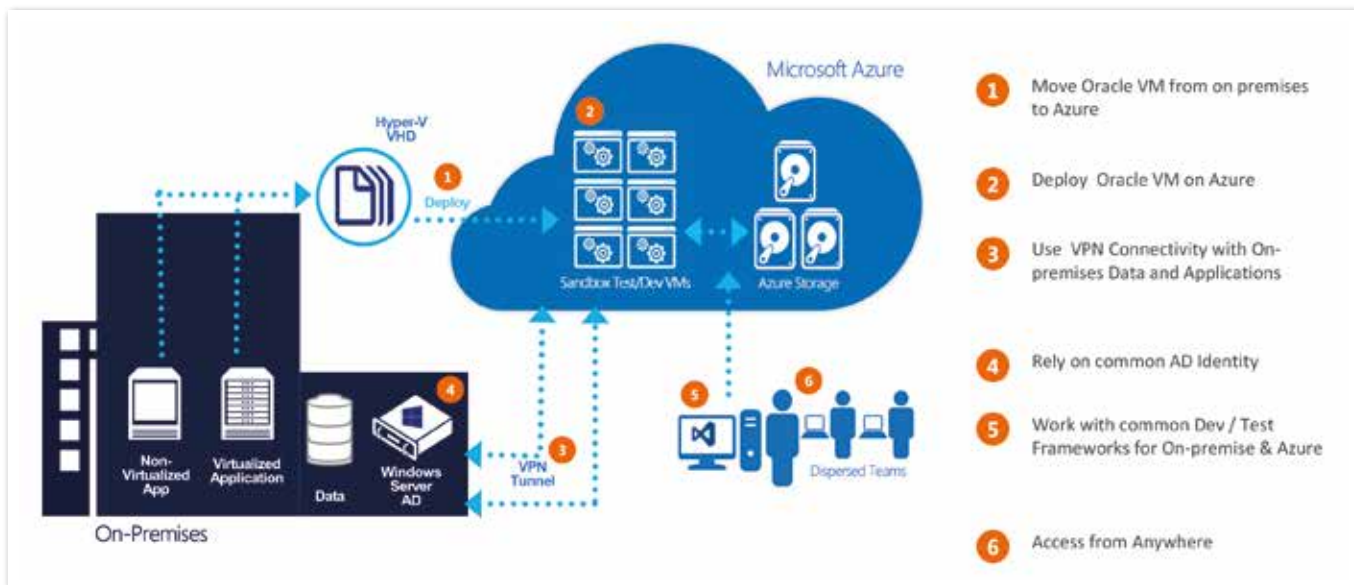 Microsoft Azure
Hyper-V
VHD
1
Deploy
2
Sandbox Test/Dev VMs
Azure Storage
Non-
Virtualized
App
Virtualized
Application
Data
4
Windows
Server
AD
On-Premises
3
VPN
Tunnel
5
6
Dispersed Teams
1 Move Oracle VM from on premises
to Azure
2 Deploy Oracle VM on Azure
3 Use VPN Connectivity with On-
premises Data and Applications
4 Rely on common AD Identity
5 Work with common Dev / Test
Frameworks for On-premise & Azure
6 Access from Anywhere